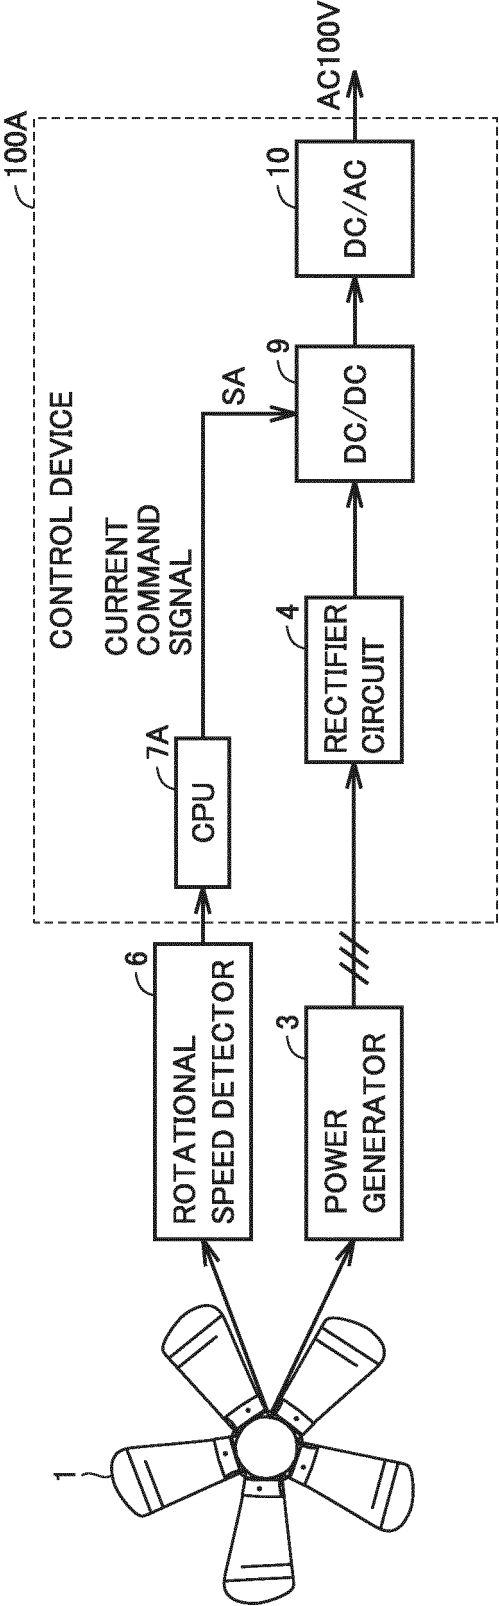 100A
CONTROL DEVICE
CURRENT
COMMAND
SIGNAL
SA
7A
CPU
6
ROTATIONAL
SPEED DETECTOR
1
3
POWER
GENERATOR
4
RECTIFIER
CIRCUIT
9
DC/DC
10
DC/AC
AC100V